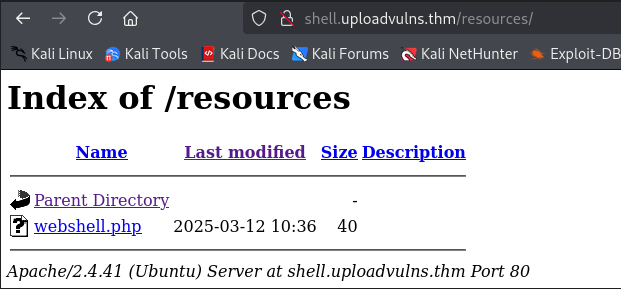 shell.uploadvulns.thm/resources/
Kali Linux Kali Tools Kali Docs Kali Forums Kali NetHunter Exploit-DB
Index of /resources
Name Last modified Size Description
Parent Directory -
webshell.php 2025-03-12 10:36 40
Apache/2.4.41 (Ubuntu) Server at shell.uploadvulns.thm Port 80